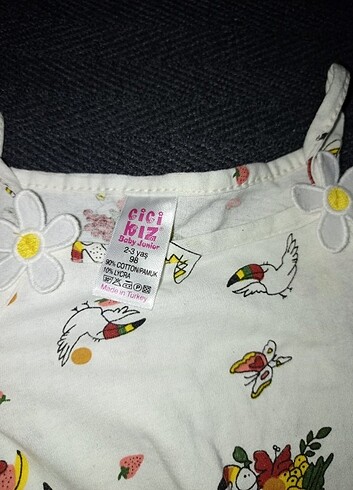 cici
kız
Baby Junior
2-3 yaş
98
90% COTTON/PAMUK
10% LYCRA
Made in Turkey